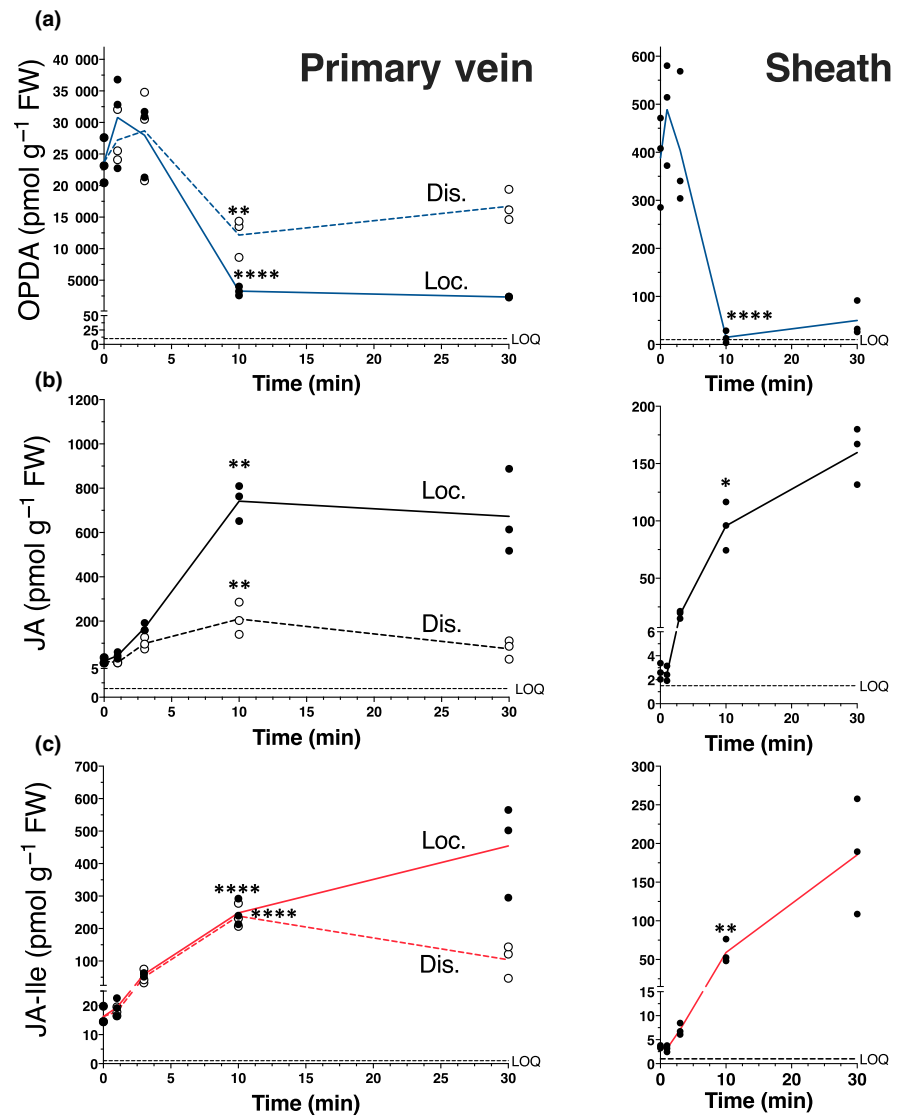 (a)
Primary vein
Sheath
OPDA (pmol g⁻¹ FW)
40 000
35 000
30 000
25 000
20 000
15 000
10 000
5000
50
25
0
**
****
Dis.
Loc.
LOQ
0 5 10 15 20 25 30
Time (min)
600
500
400
300
200
100
0
****
LOQ
0 10 20 30
Time (min)
(b)
JA (pmol g⁻¹ FW)
1200
1000
800
600
400
200
5
0
**
**
Loc.
Dis.
LOQ
0 5 10 15 20 25 30
Time (min)
200
150
100
50
6
4
2
0
*
LOQ
0 10 20 30
Time (min)
(c)
JA-Ile (pmol g⁻¹ FW)
700
600
500
400
300
200
100
20
10
0
****
****
Loc.
Dis.
LOQ
0 5 10 15 20 25 30
Time (min)
300
250
200
150
100
50
15
10
5
0
**
LOQ
0 10 20 30
Time (min)